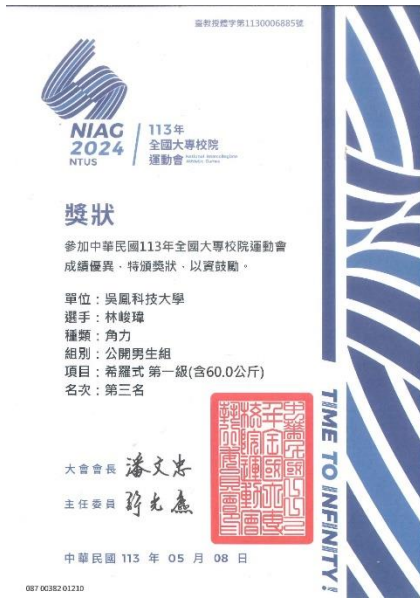 臺教授體字第1130006885號
NIAG
2024
NTUS
113年
全國大專校院
運動會
獎狀
參加中華民國113年全國大專校院運動會
成績優異,特頒獎狀,以資鼓勵。
單位:吳鳳科技大學
選手:林峻瑋
種類:角力
組別:公開男生組
項目:希羅式 第一級(含60.0公斤)
名次:第三名
大會會長 潘文忠
主任委員 許光麃
中華民國 113 年 05 月 08 日
087 00382 01210
TIME TO INFINITY!